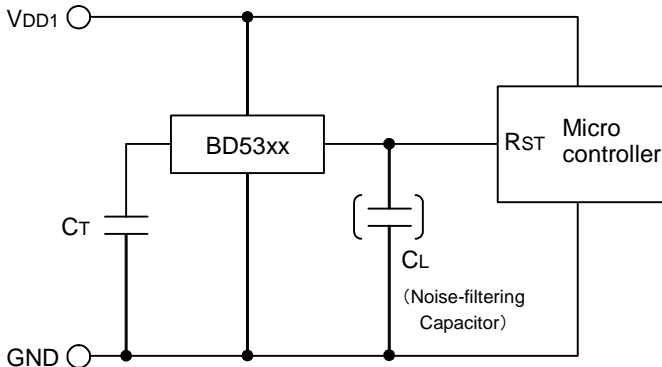 VDD1
BD53xx
RST
Micro
controller
CT
CL
（Noise-filtering
Capacitor）
GND